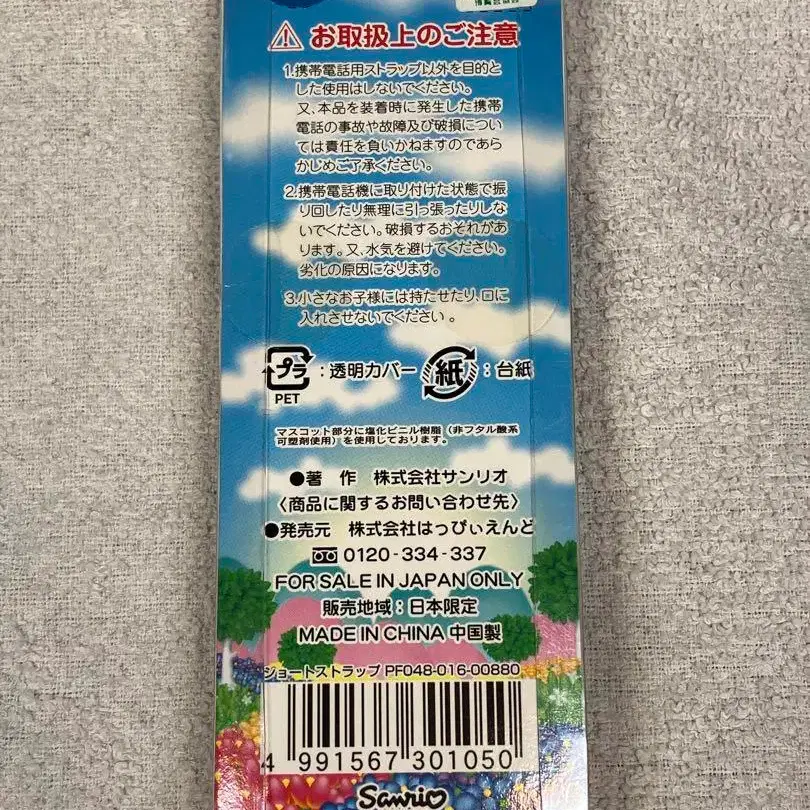 お取扱上のご注意
1.携帯電話用ストラップ以外を目的と
した使用はしないでください。
又、本品を装着時に発生した携帯
電話の事故や故障及び破損につい
ては責任を負いかねますのであら
かじめご了承ください。
2.携帯電話機に取り付けた状態で振
り回したり無理に引っ張ったりしな
いでください。破損するおそれがあ
ります。又、水気を避けてください。
劣化の原因になります。
3.小さなお子様には持たせたり、口に
入れさせないでください。
プラ:透明カバー 紙:台紙
PET
マスコット部分に塩化ビニル樹脂(非フタル酸系
可塑剤使用)を使用しております。
●著 作 株式会社サンリオ
〈商品に関するお問い合わせ先〉
●発売元 株式会社はっぴぃえんど
0120-334-337
FOR SALE IN JAPAN ONLY
販売地域:日本限定
MADE IN CHINA 中国製
ショートストラップ PF048-016-00880
4 991567 301050
Sanrio